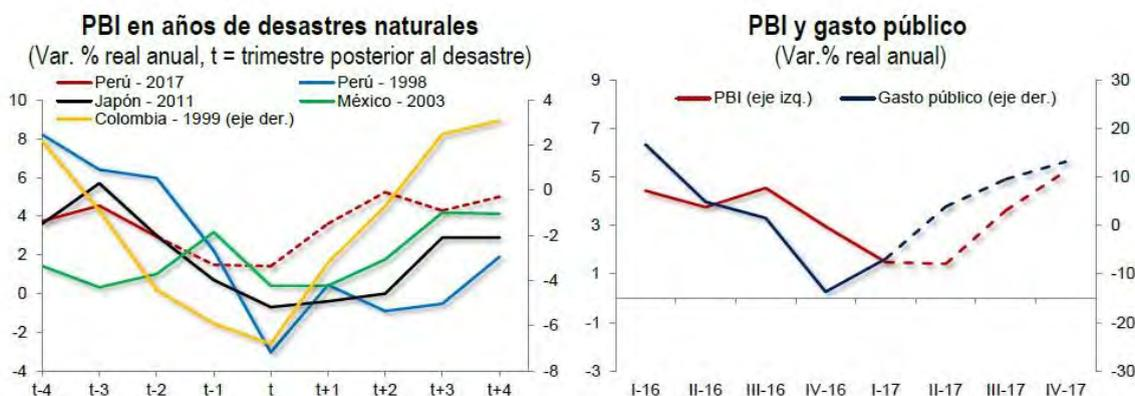 PBI en años de desastres naturales
(Var. % real anual, t = trimestre posterior al desastre)
Perú - 2017
Perú - 1998
Japón - 2011
México - 2003
Colombia - 1999 (eje der.)
10
8
6
4
2
0
-2
-4
4
2
0
-2
-4
-6
-8
t-4
t-3
t-2
t-1
t
t+1
t+2
t+3
t+4
PBI y gasto público
(Var.% real anual)
PBI (eje izq.)
Gasto público (eje der.)
9
7
5
3
1
-1
-3
30
20
10
0
-10
-20
-30
I-16
II-16
III-16
IV-16
I-17
II-17
III-17
IV-17